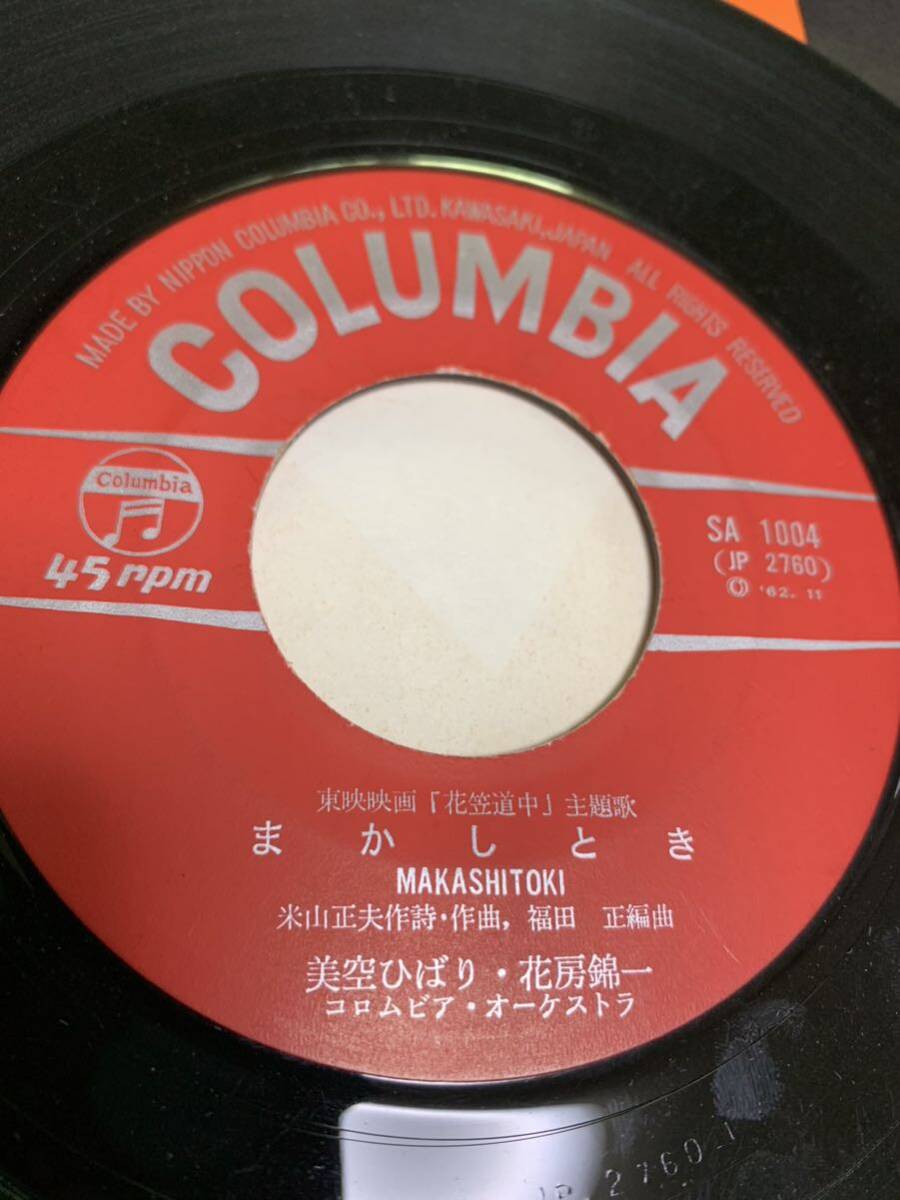 MADE BY NIPPON COLUMBIA CO., LTD. KAWASAKI, JAPAN ALL RIGHTS RESERVED
COLUMBIA
Columbia
45 rpm
SA 1004
(JP 2760)
Ⓞ '62. 11
東映映画「花笠道中」主題歌
まかしとき
MAKASHITOKI
米山正夫作詩・作曲, 福田 正編曲
美空ひばり・花房錦一
コロムビア・オーケストラ
JP 2760-1